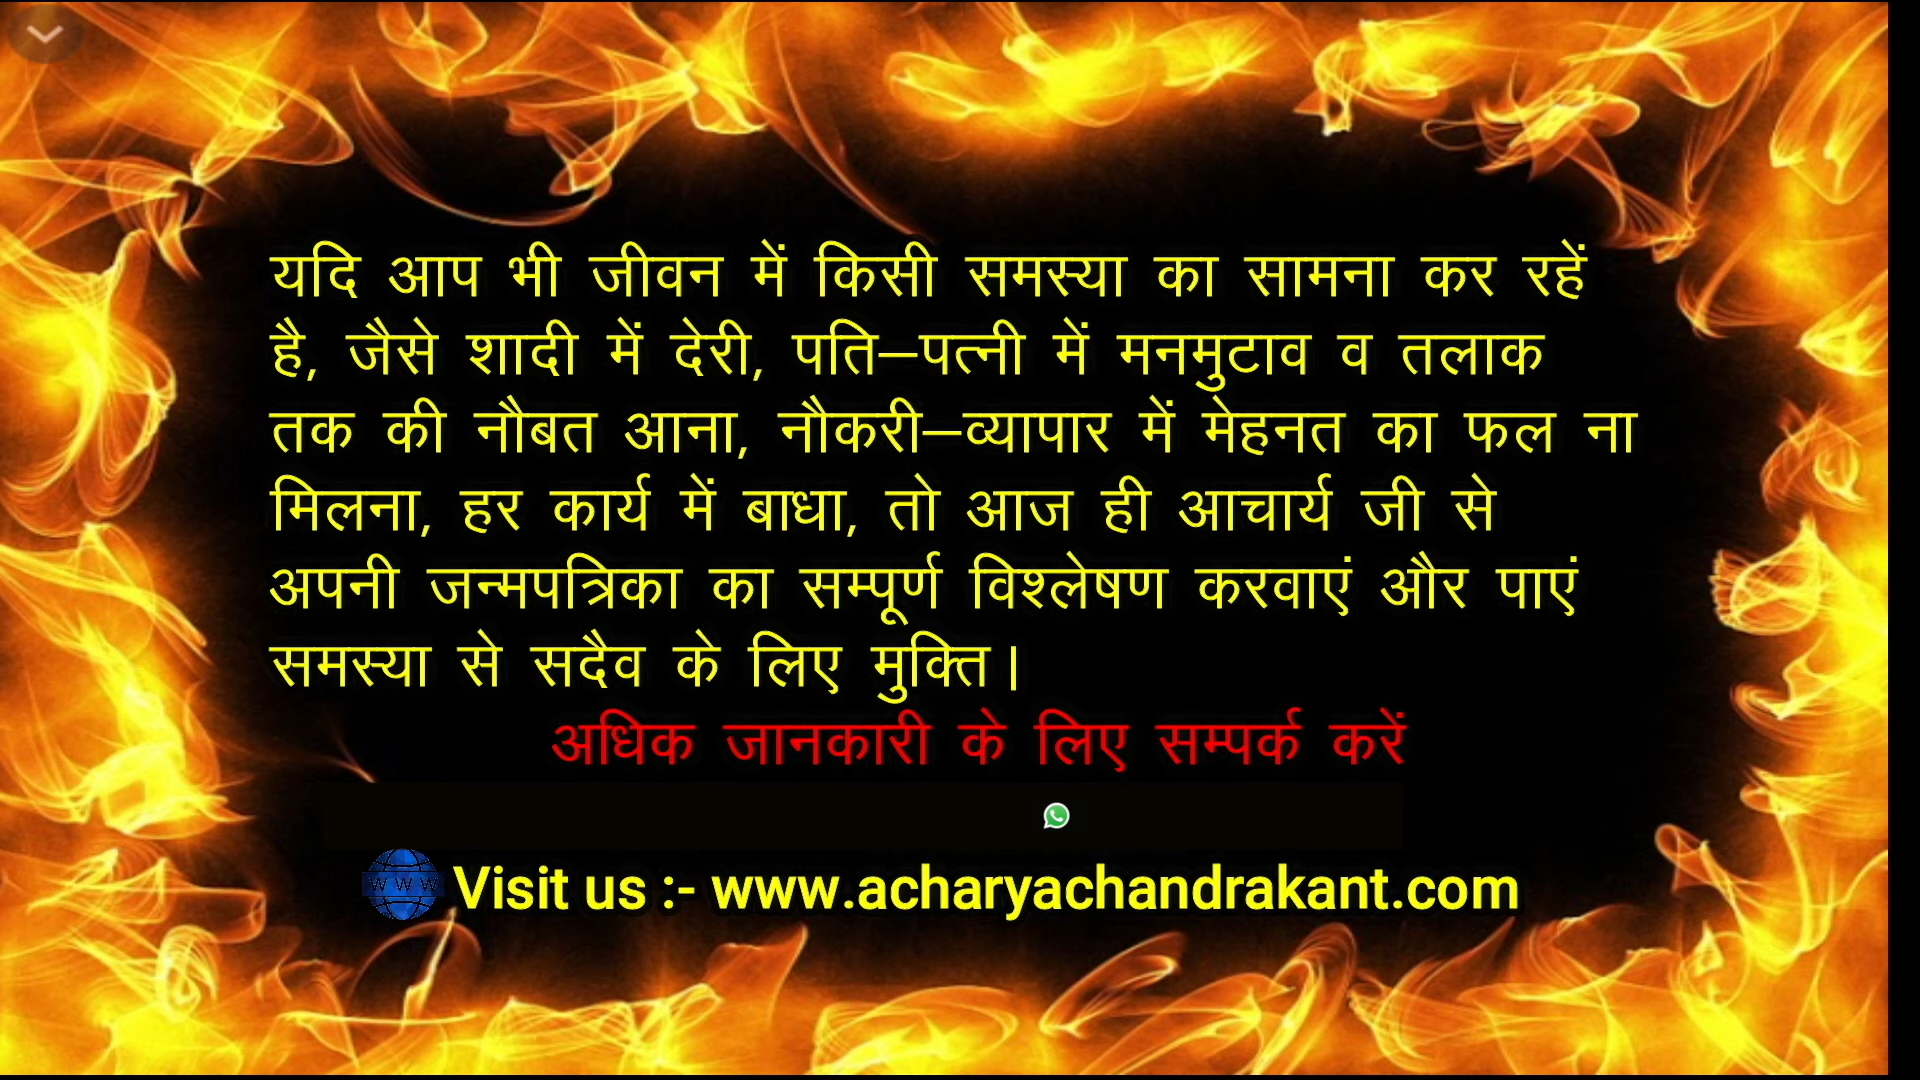 यदि आप भी जीवन में किसी समस्या का सामना कर रहें
है, जैसे शादी में देरी, पति–पत्नी में मनमुटाव व तलाक
तक की नौबत आना, नौकरी–व्यापार में मेहनत का फल ना
मिलना, हर कार्य में बाधा, तो आज ही आचार्य जी से
अपनी जन्मपत्रिका का सम्पूर्ण विश्लेषण करवाएं और पाएं
समस्या से सदैव के लिए मुक्ति।
अधिक जानकारी के लिए सम्पर्क करें
WWW Visit us :- www.acharyachandrakant.com